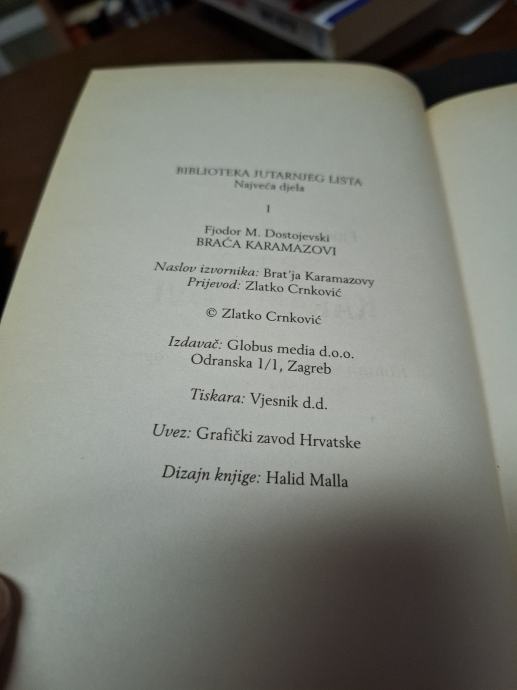 BIBLIOTEKA JUTARNJEG LISTA
Najveća djela
1
Fjodor M. Dostojevski
BRAĆA KARAMAZOVI
Naslov izvornika: Brat'ja Karamazovy
Prijevod: Zlatko Crnković
© Zlatko Crnković
Izdavač: Globus media d.o.o.
Odranska 1/1, Zagreb
Tiskara: Vjesnik d.d.
Uvez: Grafički zavod Hrvatske
Dizajn knjige: Halid Malla